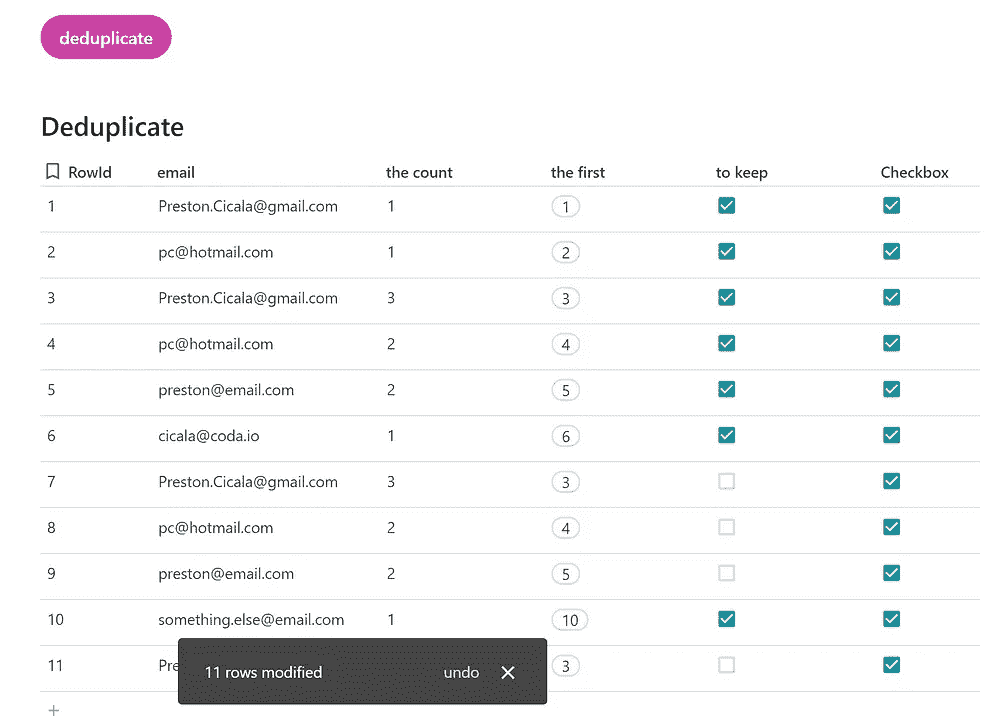 deduplicate
Deduplicate
RowId email the count the first to keep Checkbox
1 Preston.Cicala@gmail.com 1 1
2 pc@hotmail.com 1 2
3 Preston.Cicala@gmail.com 3 3
4 pc@hotmail.com 2 4
5 preston@email.com 2 5
6 cicala@coda.io 1 6
7 Preston.Cicala@gmail.com 3 3
8 pc@hotmail.com 2 4
9 preston@email.com 2 5
10 something.else@email.com 1 10
11 3
11 rows modified undo